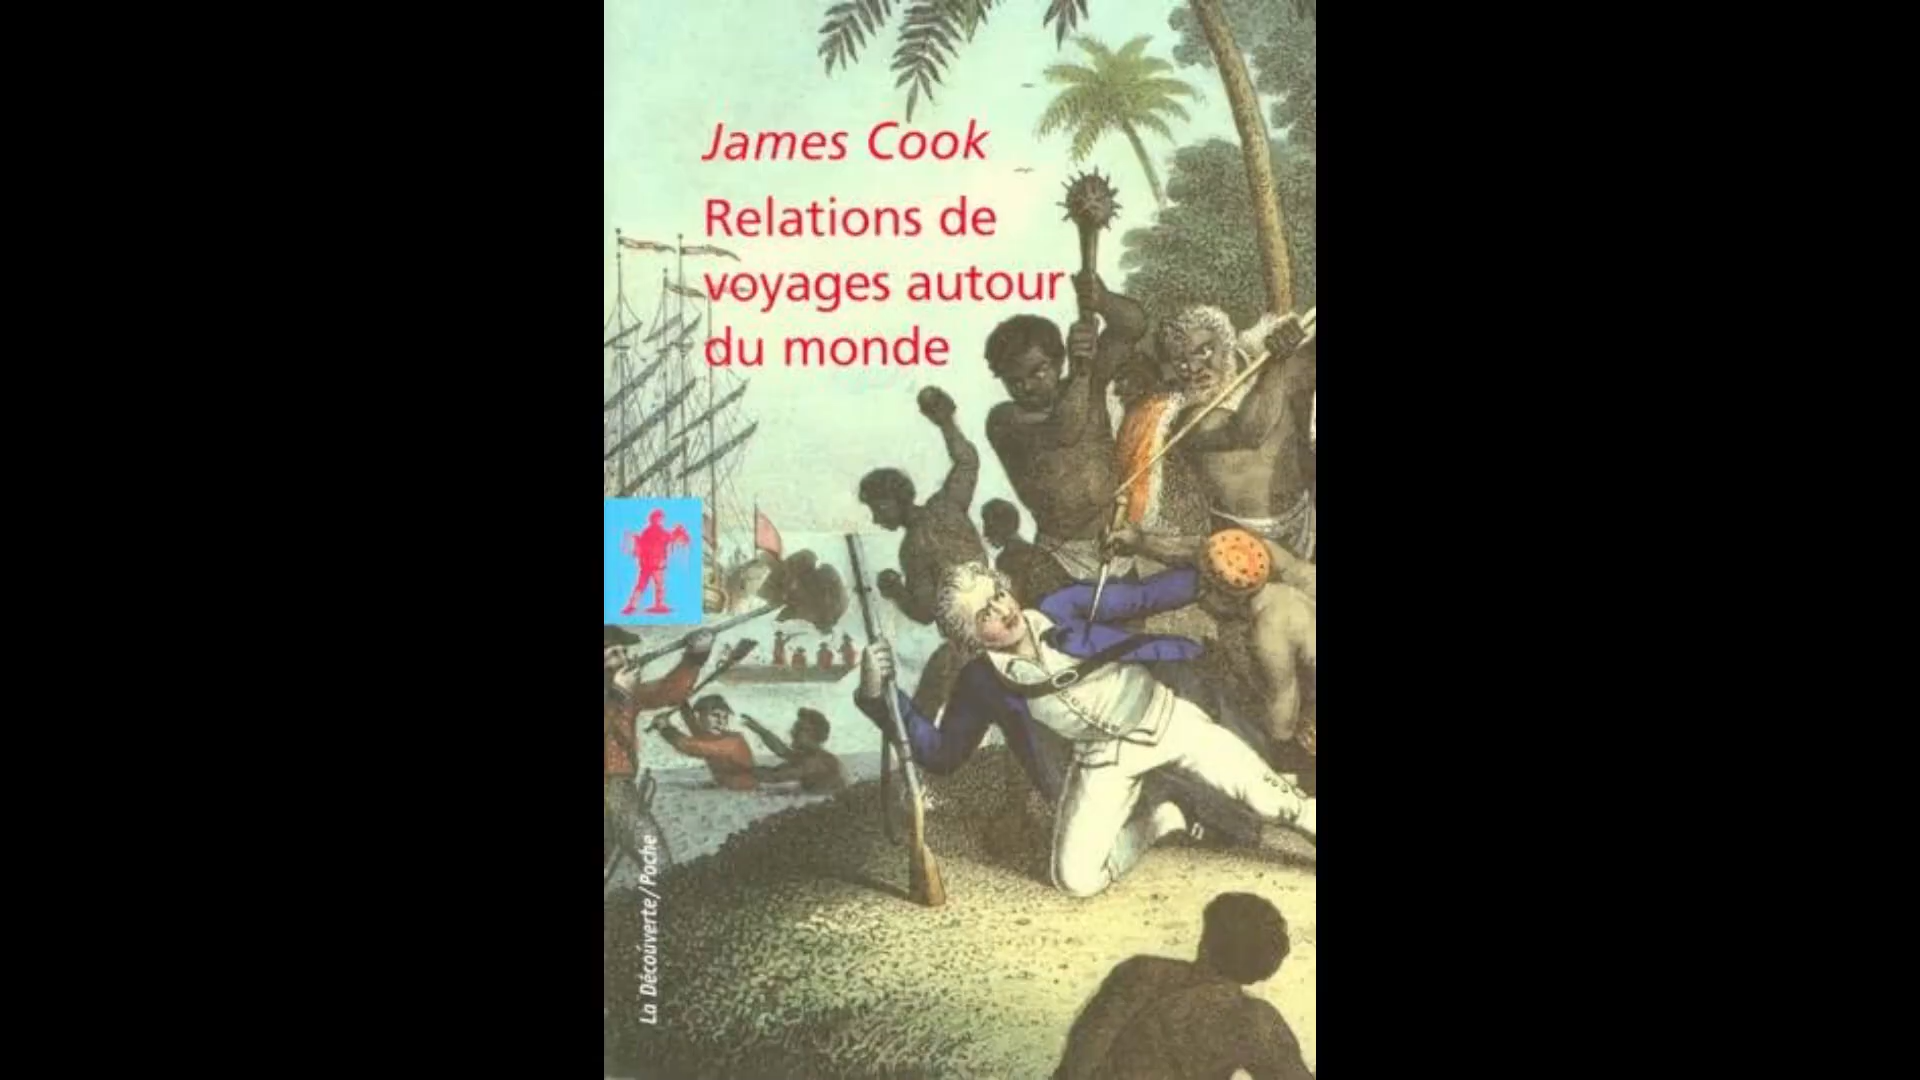 James Cook
Relations de
voyages autour
du monde
La Découverte/Poche